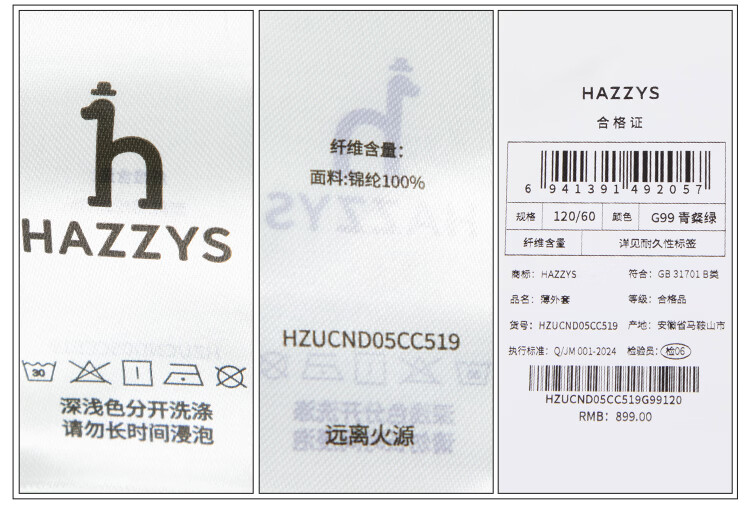 HAZZYS
30
深浅色分开洗涤
请勿长时间浸泡
纤维含量:
面料:锦纶100%
HZUCND05CC519
远离火源
HAZZYS
合格证
6 941391 492057
规格 120/60 颜色 G99 青粲绿
纤维含量 详见耐久性标签
商标: HAZZYS 符合: GB 31701 B类
品名: 薄外套 等级: 合格品
货号: HZUCND05CC519 产地: 安徽省马鞍山市
执行标准: Q/JM 001-2024 检验员: 检06
HZUCND05CC519G99120
RMB: 899.00